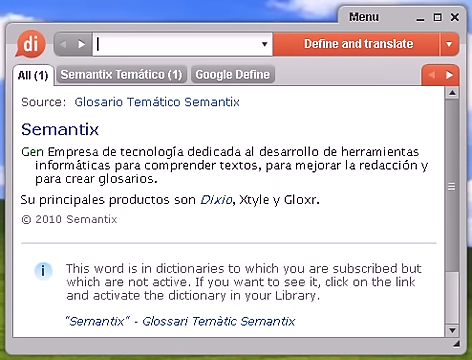 Menu
di
Define and translate
All (1)
Semantix Temático (1)
Google Define
Source: Glosario Temático Semantix
Semantix
Gen Empresa de tecnología dedicada al desarrollo de herramientas
informáticas para comprender textos, para mejorar la redacción y
para crear glosarios.
Su principales productos son Dixio, Xtyle y Gloxr.
© 2010 Semantix
i
This word is in dictionaries to which you are subscribed but
which are not active. If you want to see it, click on the link
and activate the dictionary in your Library.
"Semantix" - Glossari Temàtic Semantix